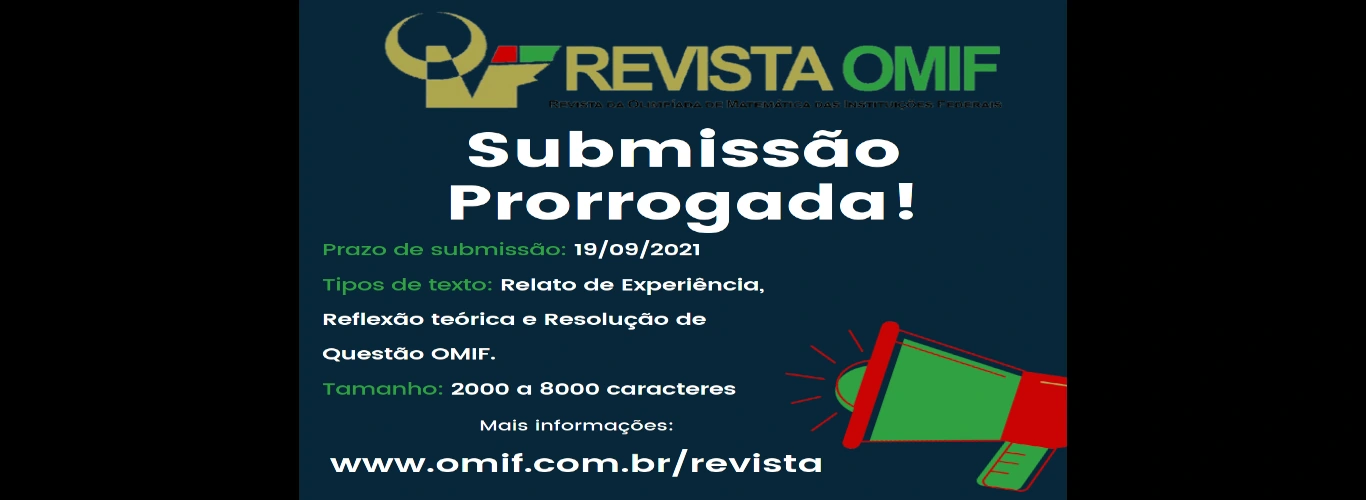 REVISTA OMIF
Revista da Olimpíada de Matemática das Instituições Federais
Submissão
Prorrogada!
Prazo de submissão: 19/09/2021
Tipos de texto: Relato de Experiência,
Reflexão teórica e Resolução de
Questão OMIF.
Tamanho: 2000 a 8000 caracteres
Mais informações:
www.omif.com.br/revista